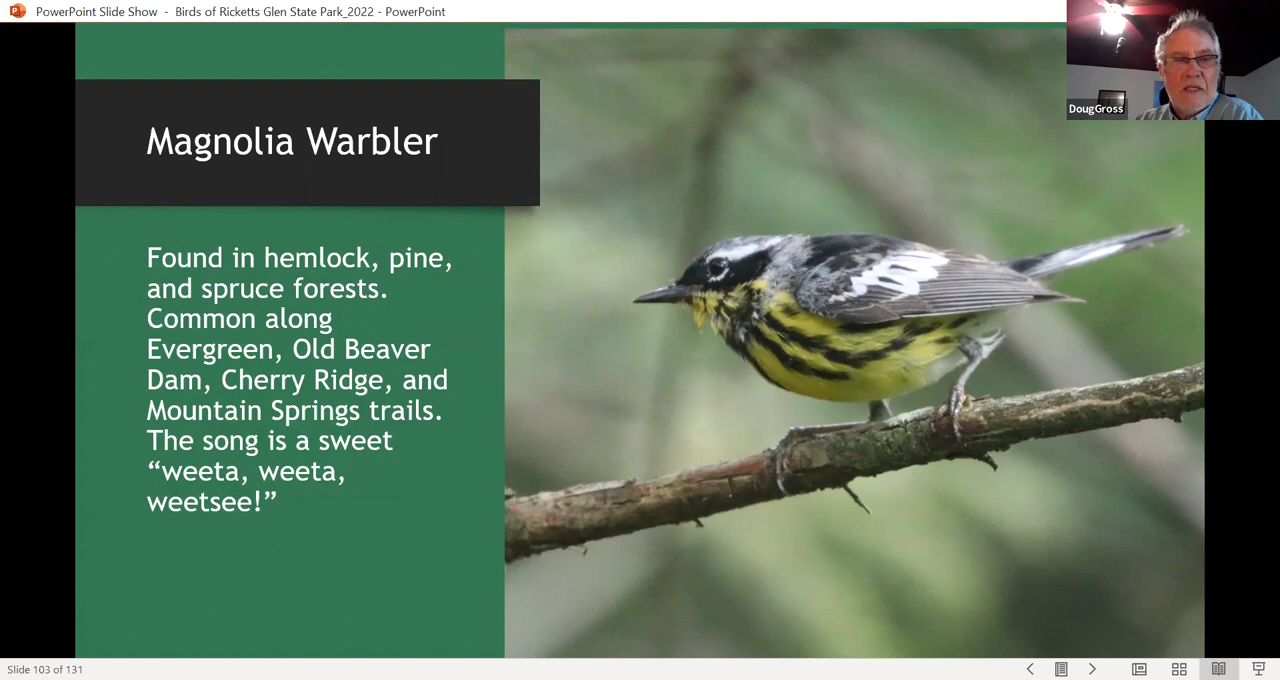 PowerPoint Slide Show - Birds of Ricketts Glen State Park_2022 - PowerPoint
DougGross
Magnolia Warbler
Found in hemlock, pine,
and spruce forests.
Common along
Evergreen, Old Beaver
Dam, Cherry Ridge, and
Mountain Springs trails.
The song is a sweet
“weeta, weeta,
weetsee!”
Slide 103 of 131